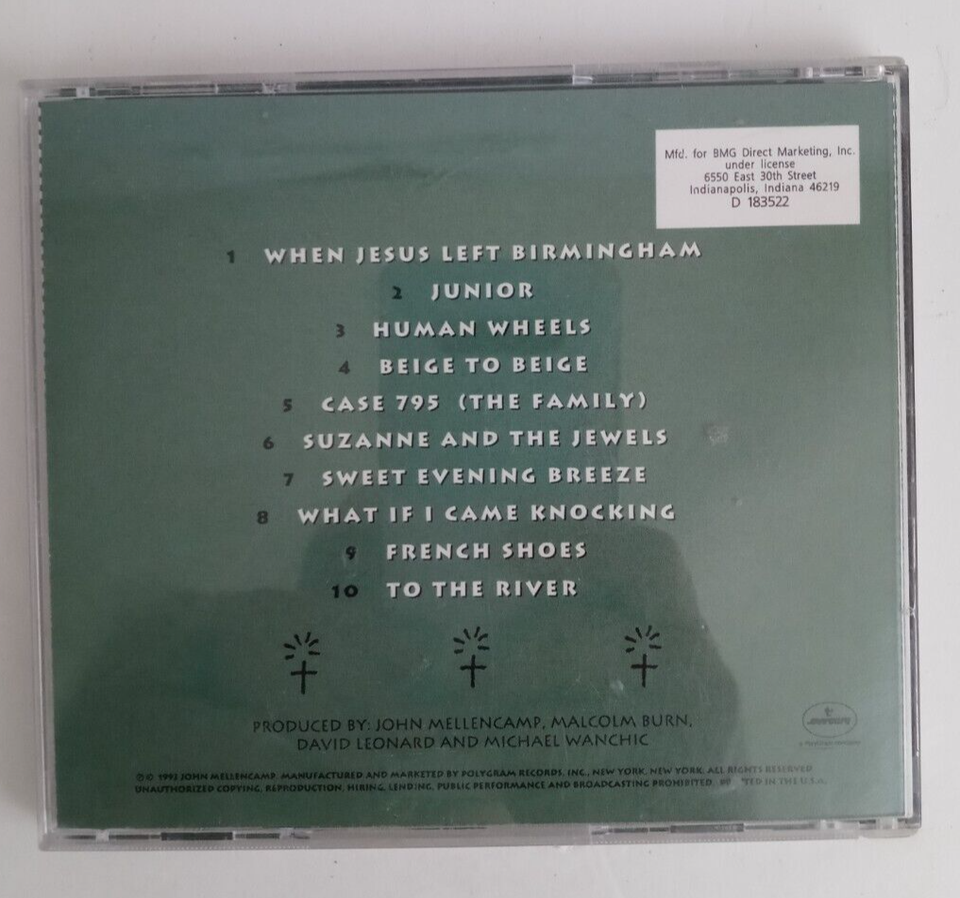 Mfd. for BMG Direct Marketing, Inc.
under license
6550 East 30th Street
Indianapolis, Indiana 46219
D 183522
1 WHEN JESUS LEFT BIRMINGHAM
2 JUNIOR
3 HUMAN WHEELS
4 BEIGE TO BEIGE
5 CASE 795 (THE FAMILY)
6 SUZANNE AND THE JEWELS
7 SWEET EVENING BREEZE
8 WHAT IF I CAME KNOCKING
9 FRENCH SHOES
10 TO THE RIVER
PRODUCED BY: JOHN MELLENCAMP, MALCOLM BURN,
DAVID LEONARD AND MICHAEL WANCHIC
℗© 1993 JOHN MELLENCAMP. MANUFACTURED AND MARKETED BY POLYGRAM RECORDS, INC., NEW YORK, NEW YORK. ALL RIGHTS RESERVED
UNAUTHORIZED COPYING, REPRODUCTION, HIRING, LENDING, PUBLIC PERFORMANCE AND BROADCASTING PROHIBITED. IN THE U.S.A.